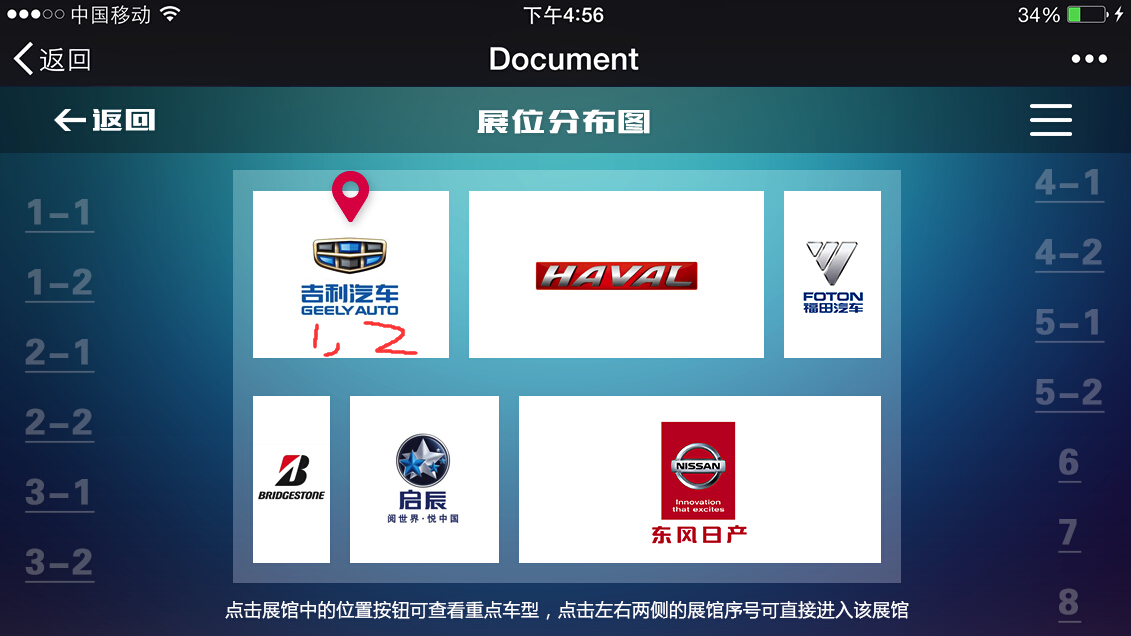 中国移动
下午4:56
34%
返回
Document
返回
展位分布图
1-1
1-2
2-1
2-2
3-1
3-2
吉利汽车
GEELY AUTO
1, 2
HAVAL
FOTON
福田汽车
BRIDGESTONE
启辰
阅世界·悦中国
NISSAN
Innovation
that excites
东风日产
4-1
4-2
5-1
5-2
6
7
8
点击展馆中的位置按钮可查看重点车型，点击左右两侧的展馆序号可直接进入该展馆